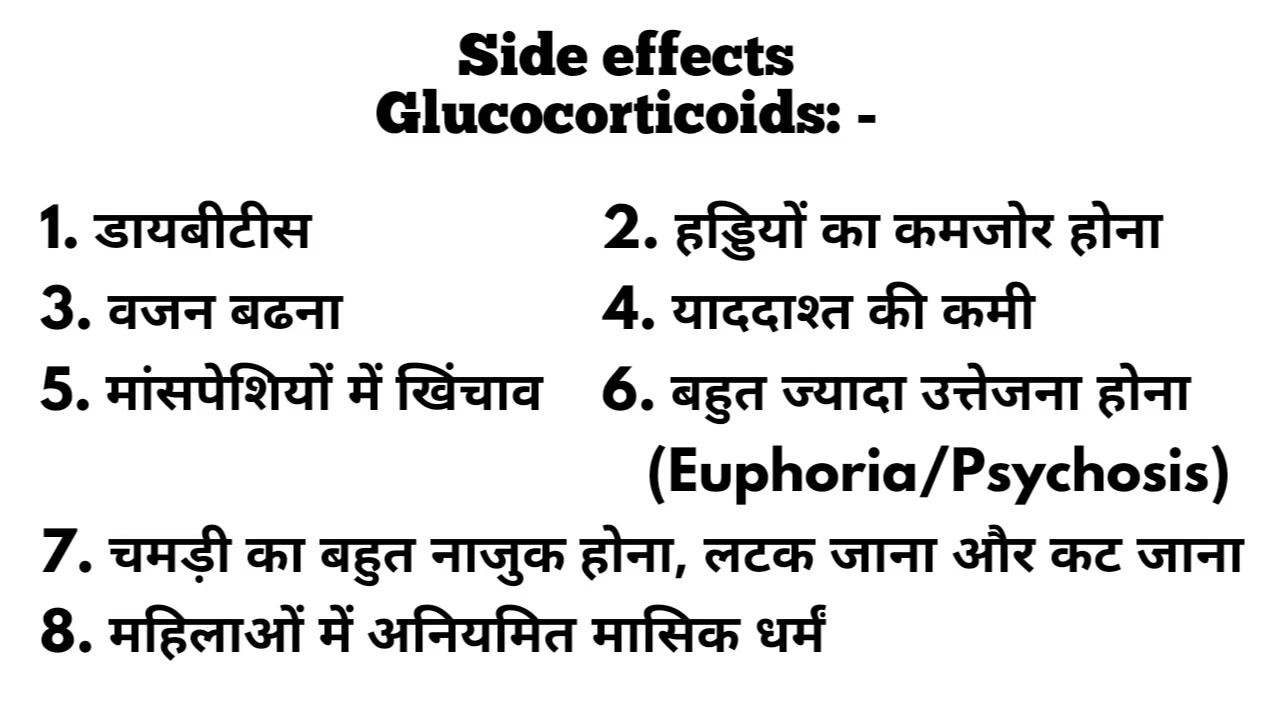 Side effects
Glucocorticoids: -
1. डायबीटीस 2. हड्डियों का कमजोर होना
3. वजन बढना 4. याददाश्त की कमी
5. मांसपेशियों में खिंचाव 6. बहुत ज्यादा उत्तेजना होना
(Euphoria/Psychosis)
7. चमड़ी का बहुत नाजुक होना, लटक जाना और कट जाना
8. महिलाओं में अनियमित मासिक धर्मं